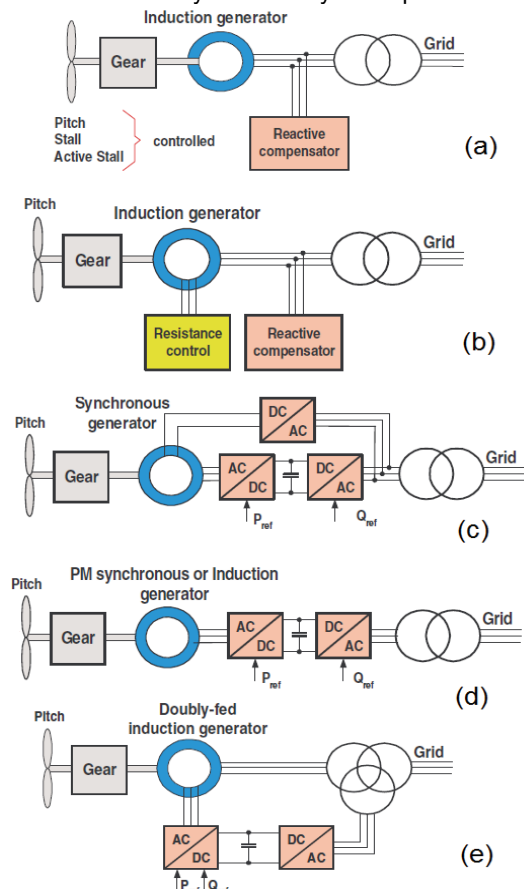 Induction generator
Gear
Grid
Pitch
Stall
Active Stall
controlled
Reactive
compensator
(a)
Pitch
Induction generator
Gear
Grid
Resistance
control
Reactive
compensator
(b)
Synchronous
generator
DC
AC
Pitch
Gear
AC
DC
DC
AC
Grid
Pref
Qref
(c)
PM synchronous or Induction
generator
Pitch
Gear
AC
DC
DC
AC
Grid
Pref
Qref
(d)
Doubly-fed
induction generator
Pitch
Gear
Grid
AC
DC
DC
AC
(e)